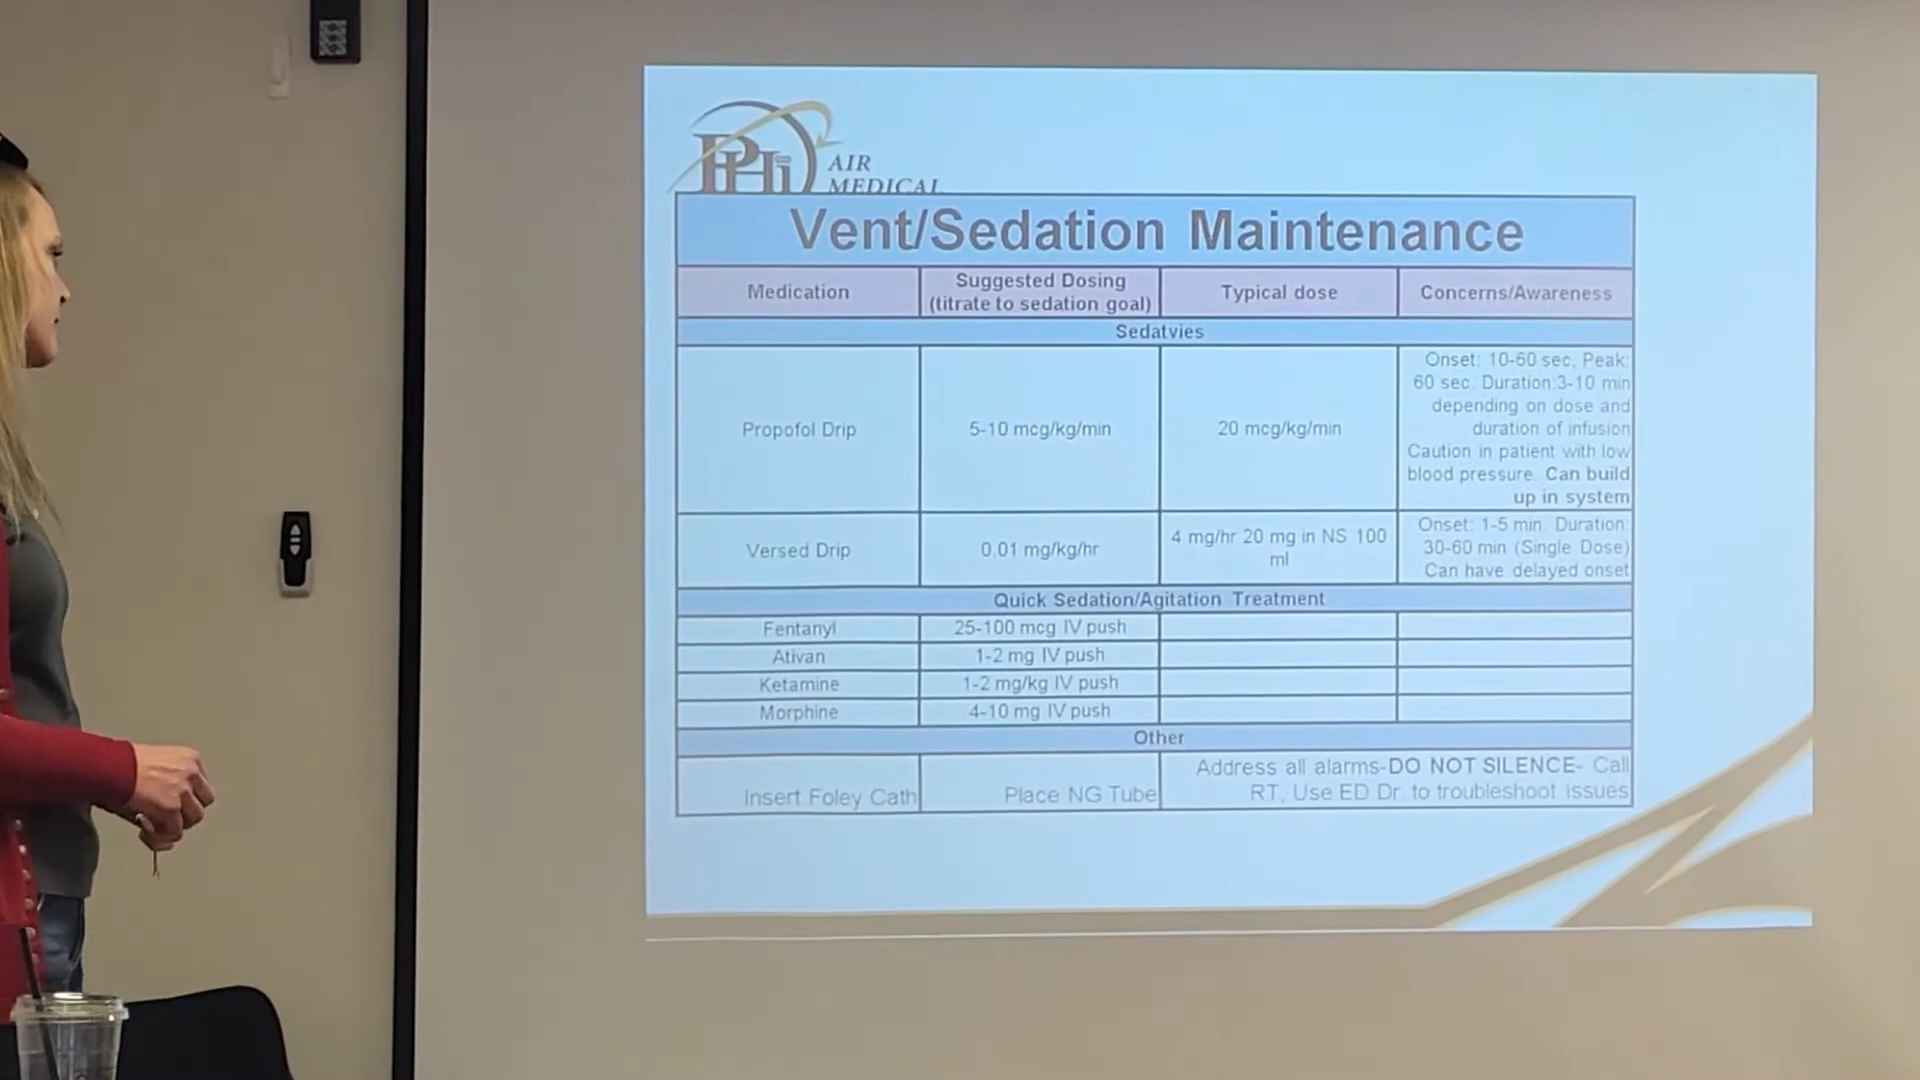 PHi AIR
MEDICAL
Vent/Sedation Maintenance
Medication
Suggested Dosing
(titrate to sedation goal)
Typical dose
Concerns/Awareness
Sedatvies
Propofol Drip
5-10 mcg/kg/min
20 mcg/kg/min
Onset: 10-60 sec, Peak:
60 sec. Duration:3-10 min
depending on dose and
duration of infusion
Caution in patient with low
blood pressure. Can build
up in system
Versed Drip
0.01 mg/kg/hr
4 mg/hr 20 mg in NS 100
ml
Onset: 1-5 min. Duration:
30-60 min (Single Dose)
Can have delayed onset
Quick Sedation/Agitation Treatment
Fentanyl
25-100 mcg IV push
Ativan
1-2 mg IV push
Ketamine
1-2 mg/kg IV push
Morphine
4-10 mg IV push
Other
Insert Foley Cath
Place NG Tube
Address all alarms-DO NOT SILENCE- Call
RT, Use ED Dr. to troubleshoot issues